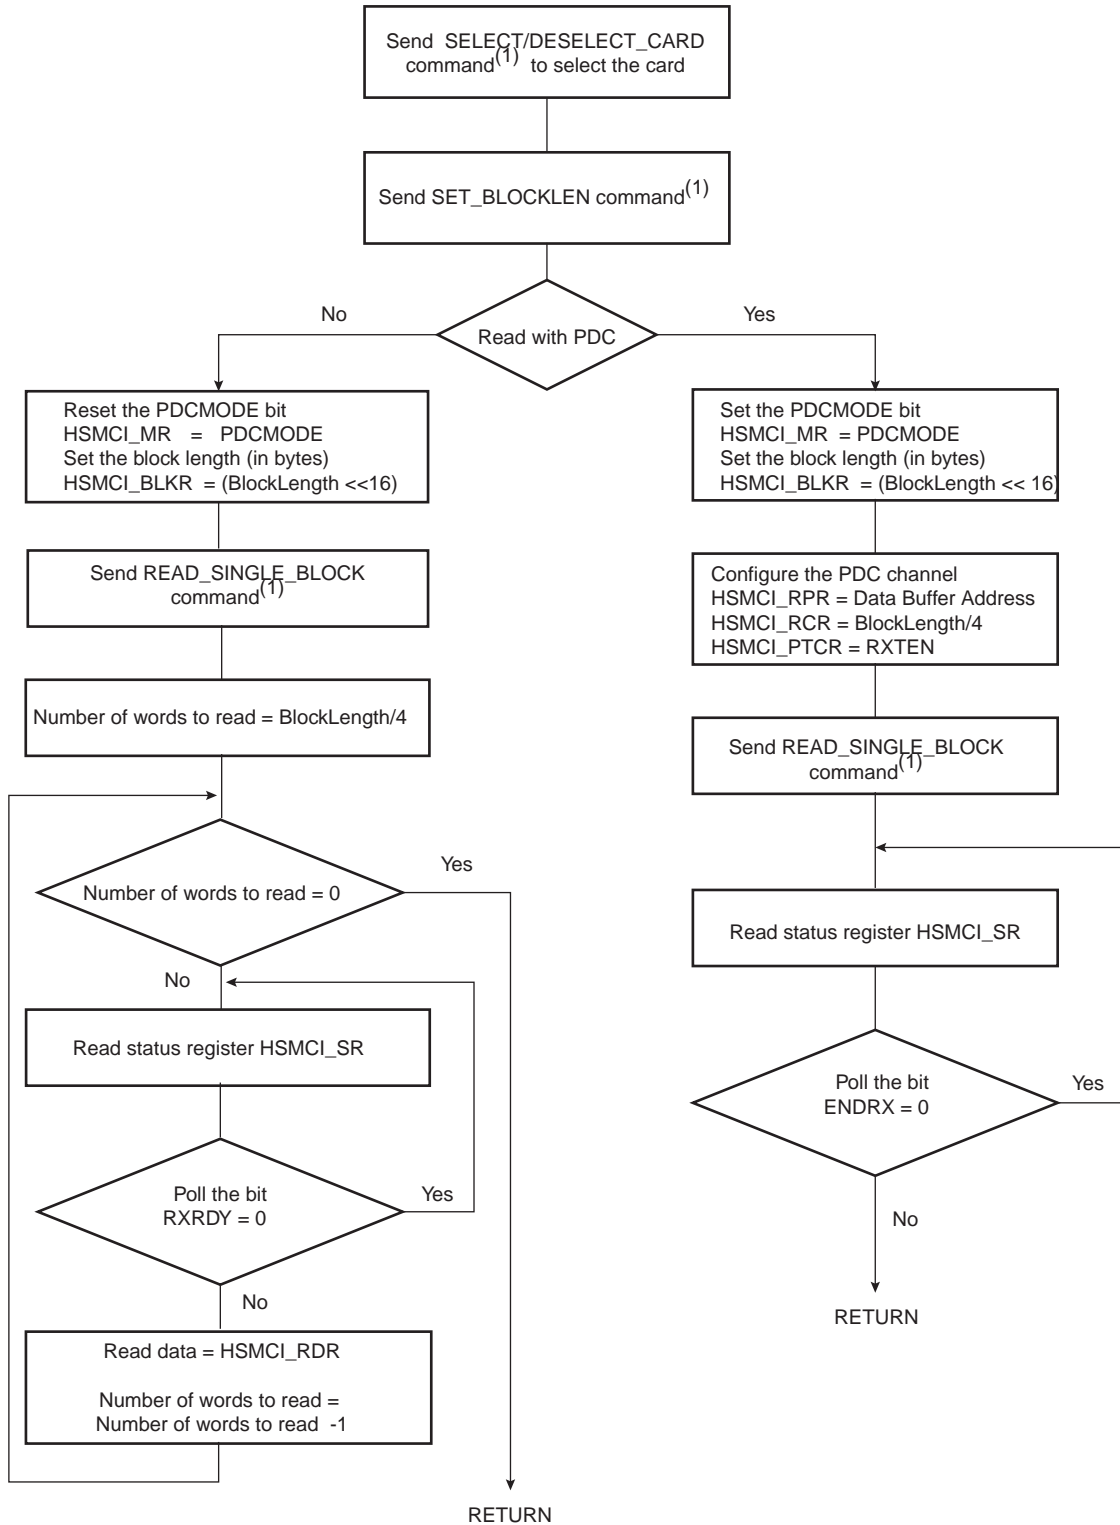 Send SELECT/DESELECT_CARD
command(1) to select the card
Send SET_BLOCKLEN command(1)
No
Yes
Read with PDC
Reset the PDCMODE bit
HSMCI_MR = PDCMODE
Set the block length (in bytes)
HSMCI_BLKR = (BlockLength <<16)
Send READ_SINGLE_BLOCK
command(1)
Number of words to read = BlockLength/4
Number of words to read = 0
Yes
No
Read status register HSMCI_SR
Poll the bit
RXRDY = 0
Yes
No
Read data = HSMCI_RDR
Number of words to read =
Number of words to read -1
RETURN
Set the PDCMODE bit
HSMCI_MR = PDCMODE
Set the block length (in bytes)
HSMCI_BLKR = (BlockLength << 16)
Configure the PDC channel
HSMCI_RPR = Data Buffer Address
HSMCI_RCR = BlockLength/4
HSMCI_PTCR = RXTEN
Send READ_SINGLE_BLOCK
command(1)
Read status register HSMCI_SR
Poll the bit
ENDRX = 0
Yes
No
RETURN